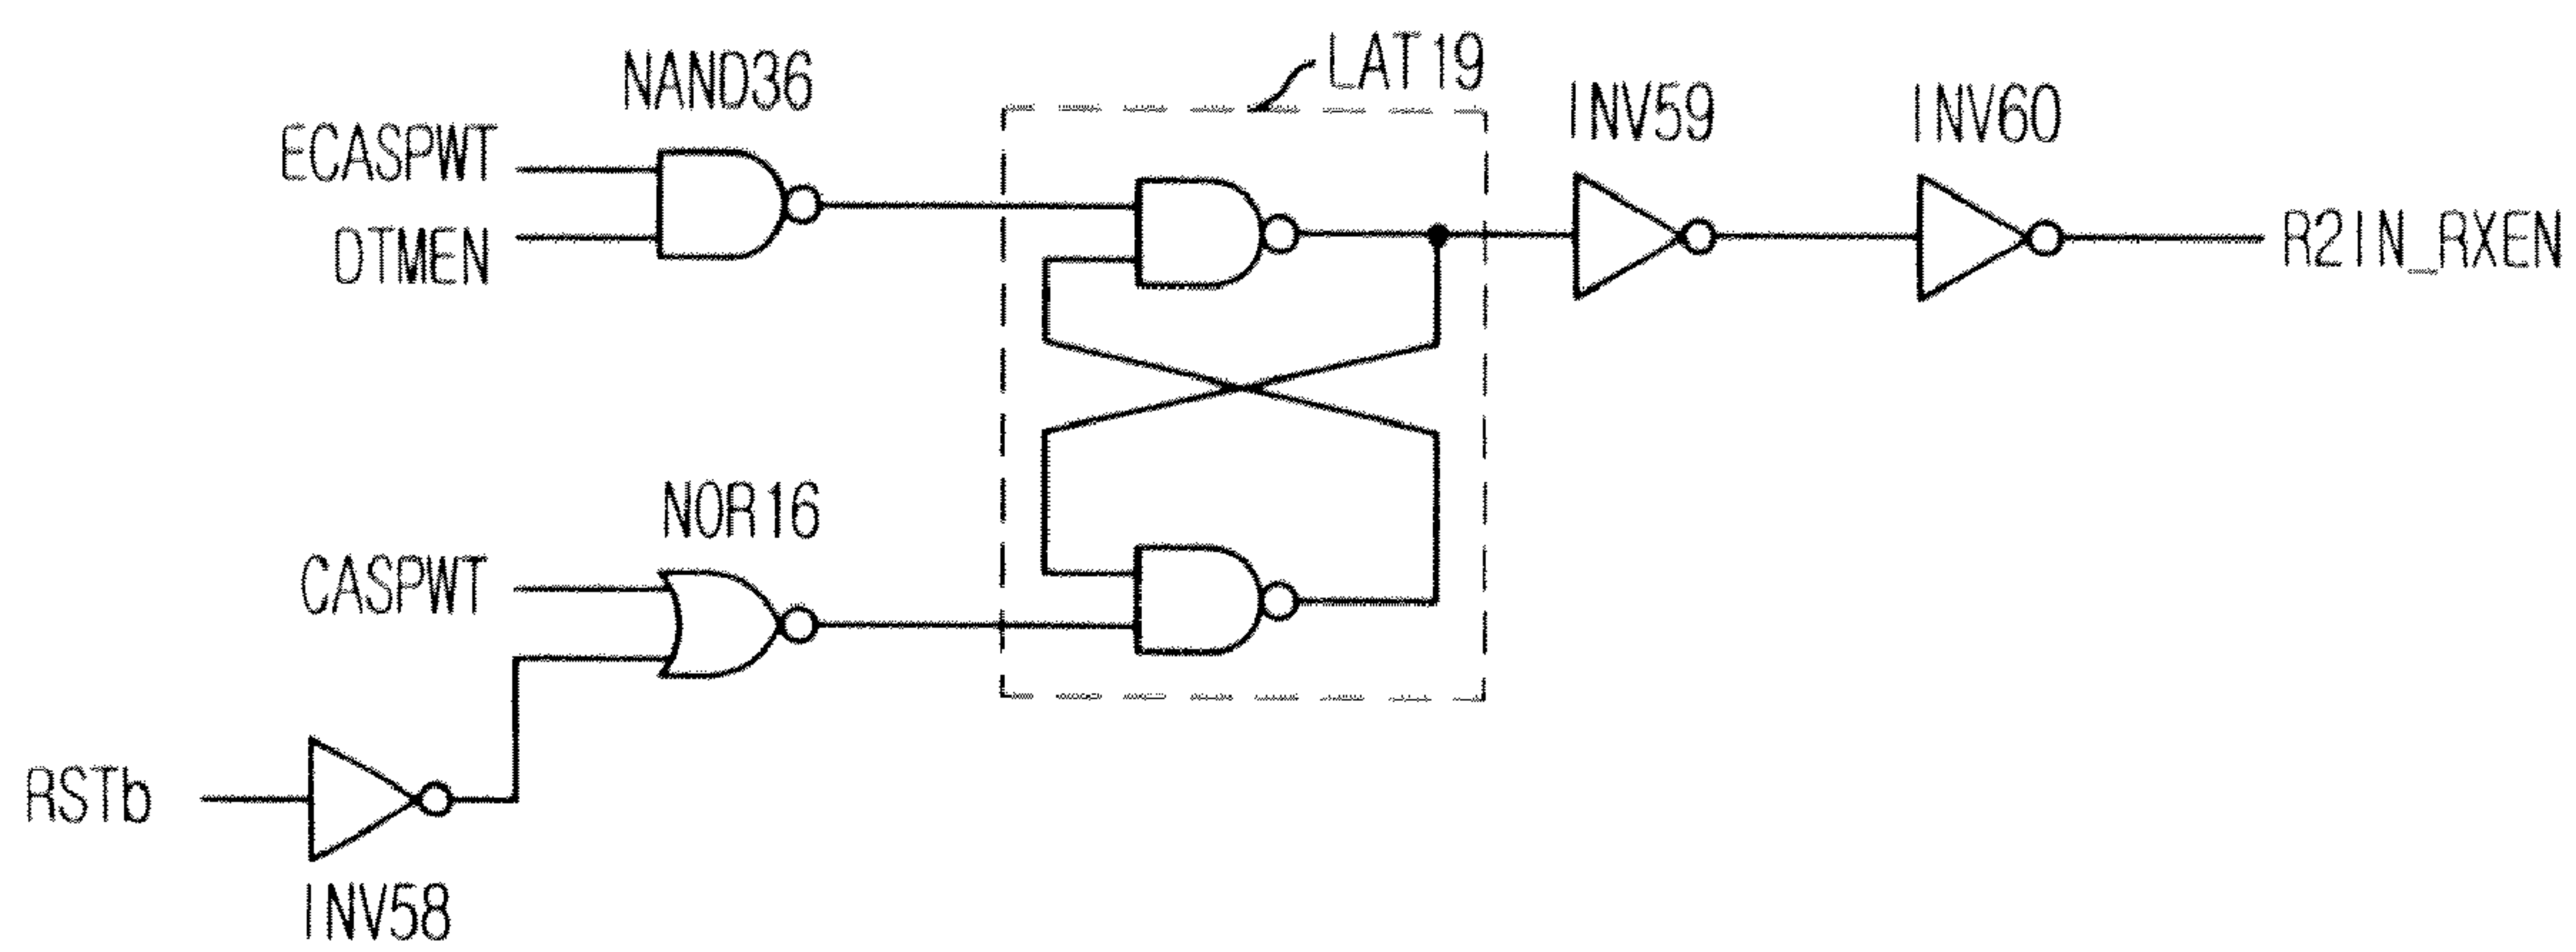 LAT19
NAND36
INV59
INV60
ECASPWT
DTMEN
R2IN_RXEN
NOR16
CASPWT
RSTb
INV58